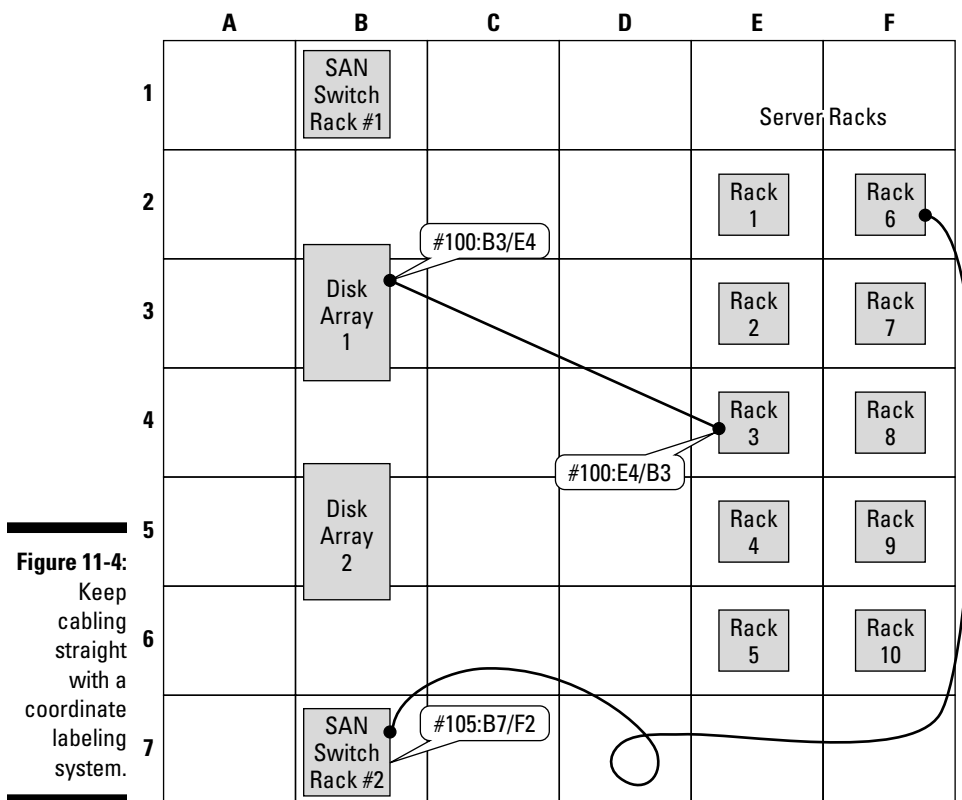 A B C D E F
1
SAN
Switch
Rack #1
Server Racks
2
Rack
1
Rack
6
#100:B3/E4
3
Disk
Array
1
Rack
2
Rack
7
4
Rack
3
Rack
8
#100:E4/B3
5
Disk
Array
2
Rack
4
Rack
9
Figure 11-4:
Keep
cabling
straight
with a
coordinate
labeling
system.
6
Rack
5
Rack
10
7
SAN
Switch
Rack #2
#105:B7/F2